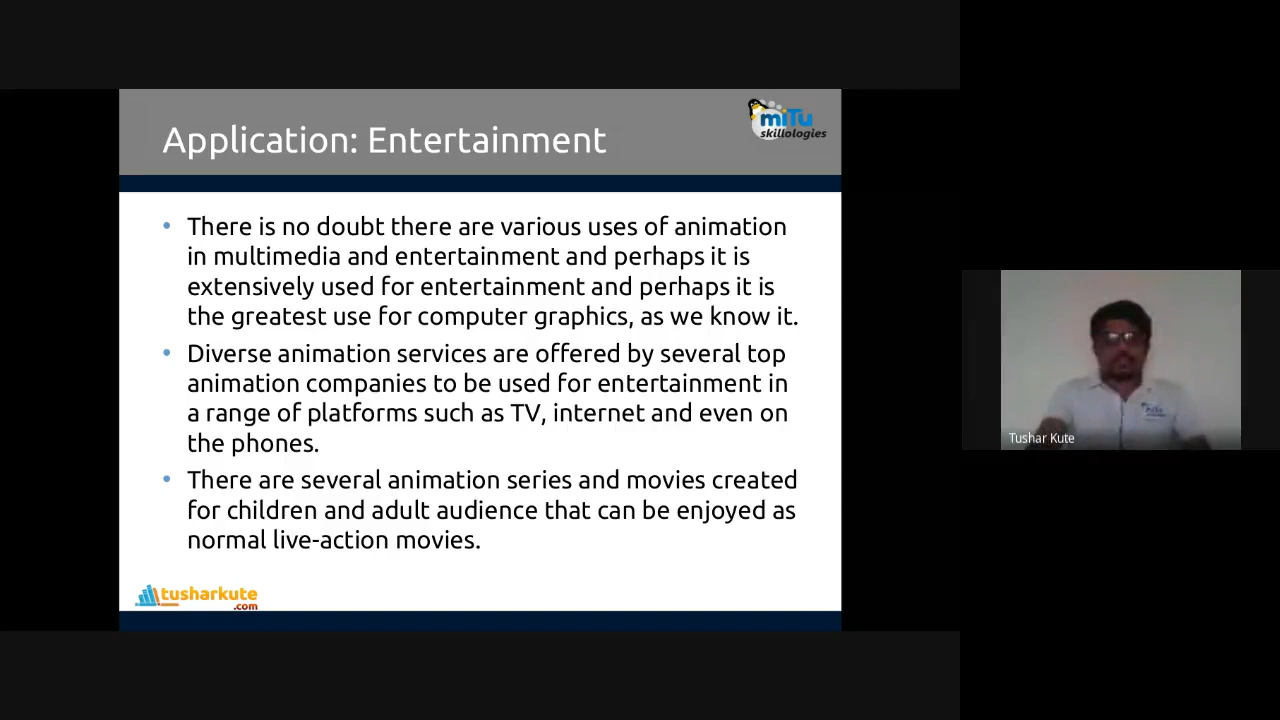 Application: Entertainment
miTu
skillologies
• There is no doubt there are various uses of animation
in multimedia and entertainment and perhaps it is
extensively used for entertainment and perhaps it is
the greatest use for computer graphics, as we know it.
• Diverse animation services are offered by several top
animation companies to be used for entertainment in
a range of platforms such as TV, internet and even on
the phones.
• There are several animation series and movies created
for children and adult audience that can be enjoyed as
normal live-action movies.
tusharkute
.com
miTu
Tushar Kute